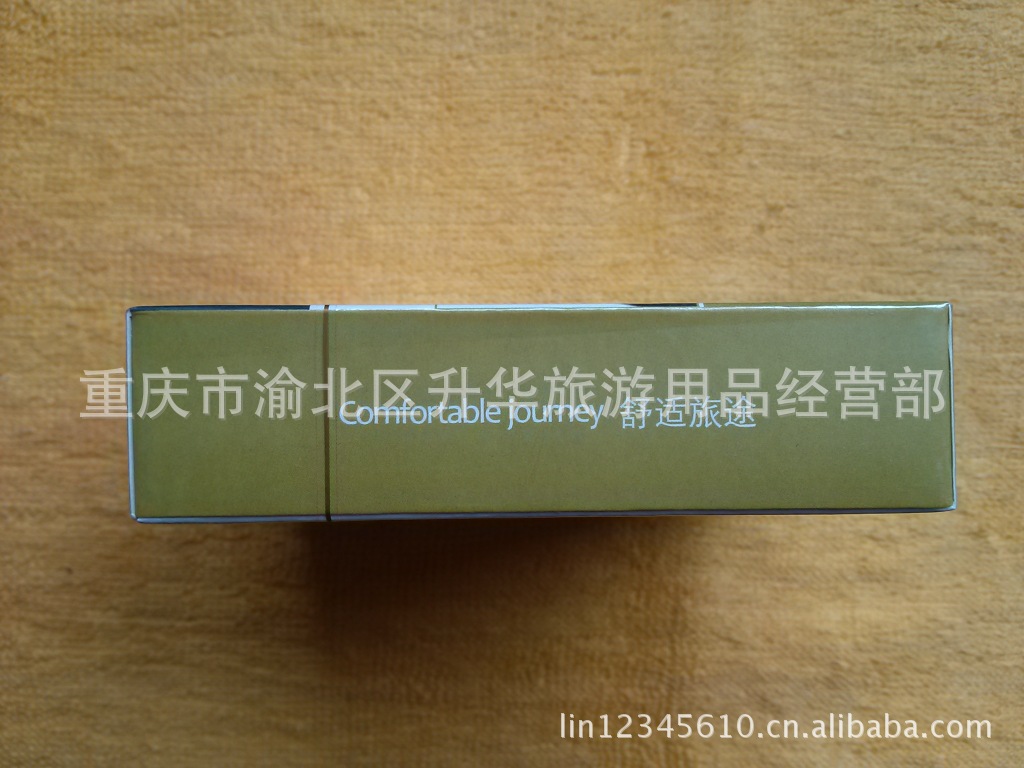 重庆市渝北区升华旅游用品经营部
Comfortable journey 舒适旅途
lin12345610.cn.alibaba.com